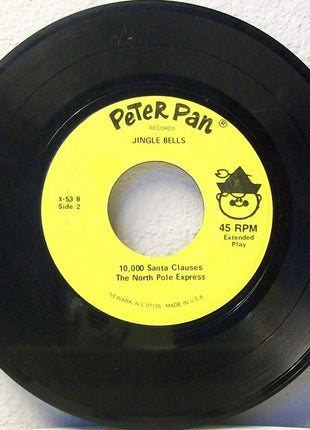 PETER PAN®
RECORDS
JINGLE BELLS
X-53 B
Side 2
45 RPM
Extended
Play
10,000 Santa Clauses
The North Pole Express
NEWARK, N.J. 07105 . MADE IN U.S.A.